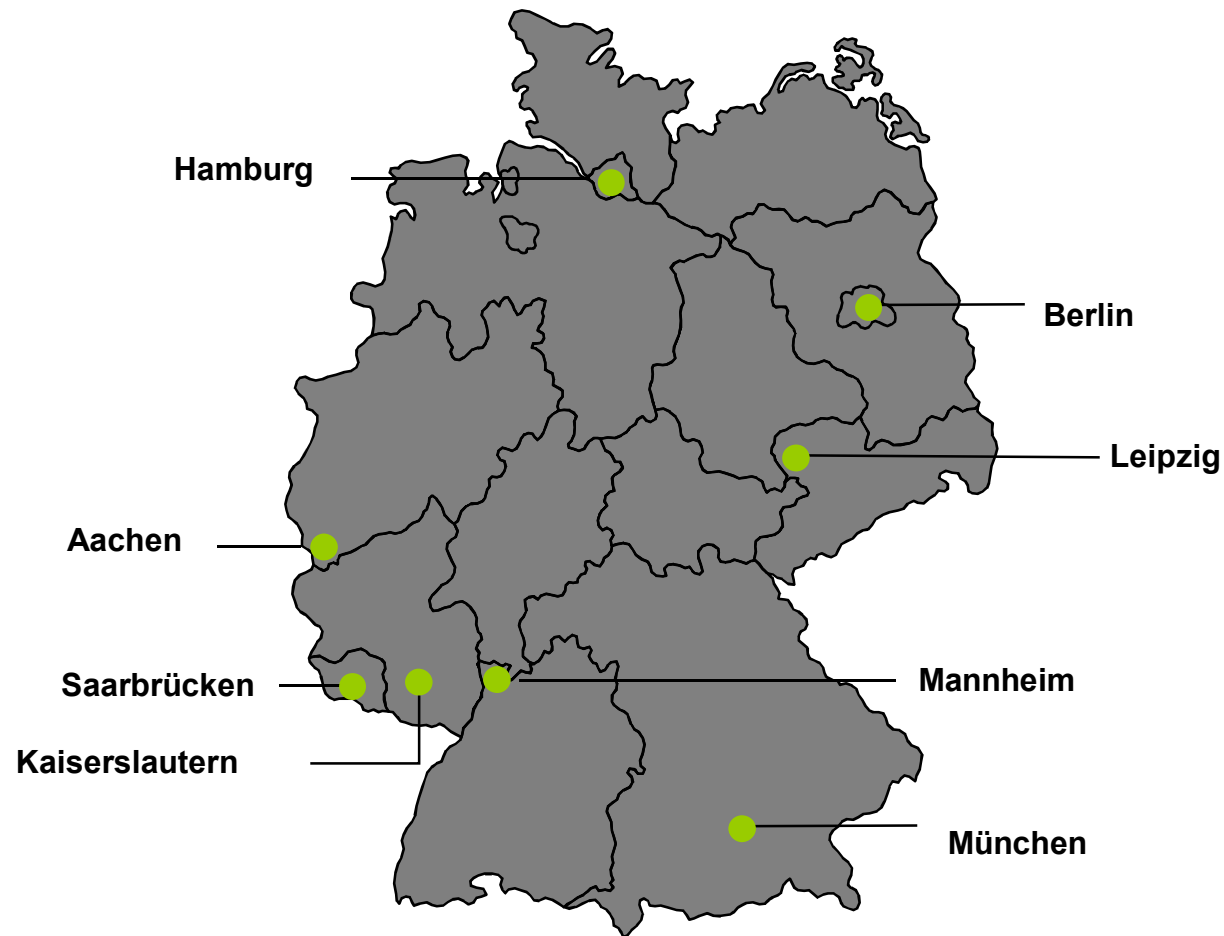 Hamburg
Berlin
Leipzig
Aachen
Saarbrücken
Mannheim
Kaiserslautern
München